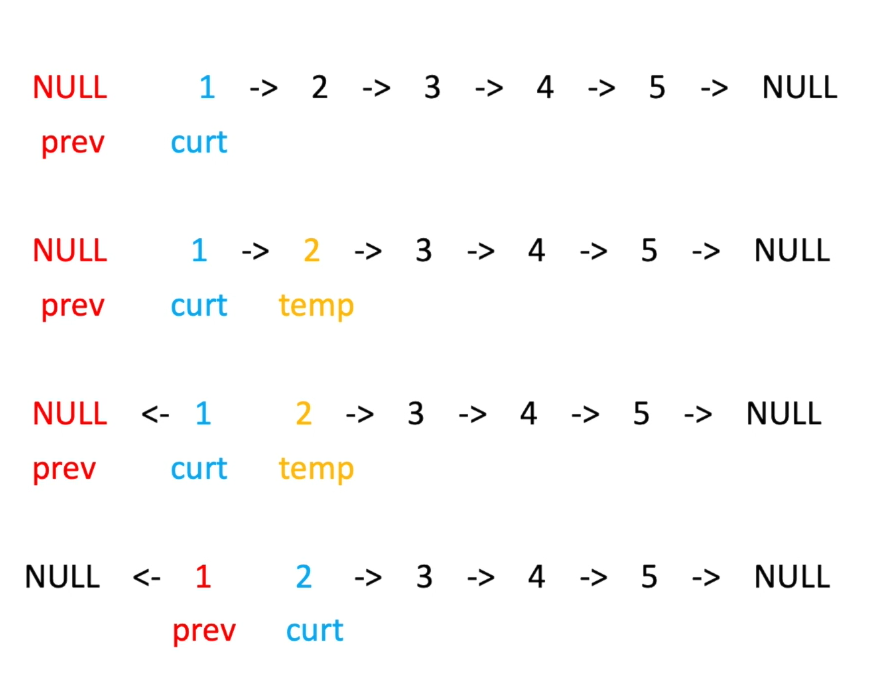 NULL 1 -> 2 -> 3 -> 4 -> 5 -> NULL
prev curt
NULL 1 -> 2 -> 3 -> 4 -> 5 -> NULL
prev curt temp
NULL <- 1 2 -> 3 -> 4 -> 5 -> NULL
prev curt temp
NULL <- 1 2 -> 3 -> 4 -> 5 -> NULL
prev curt